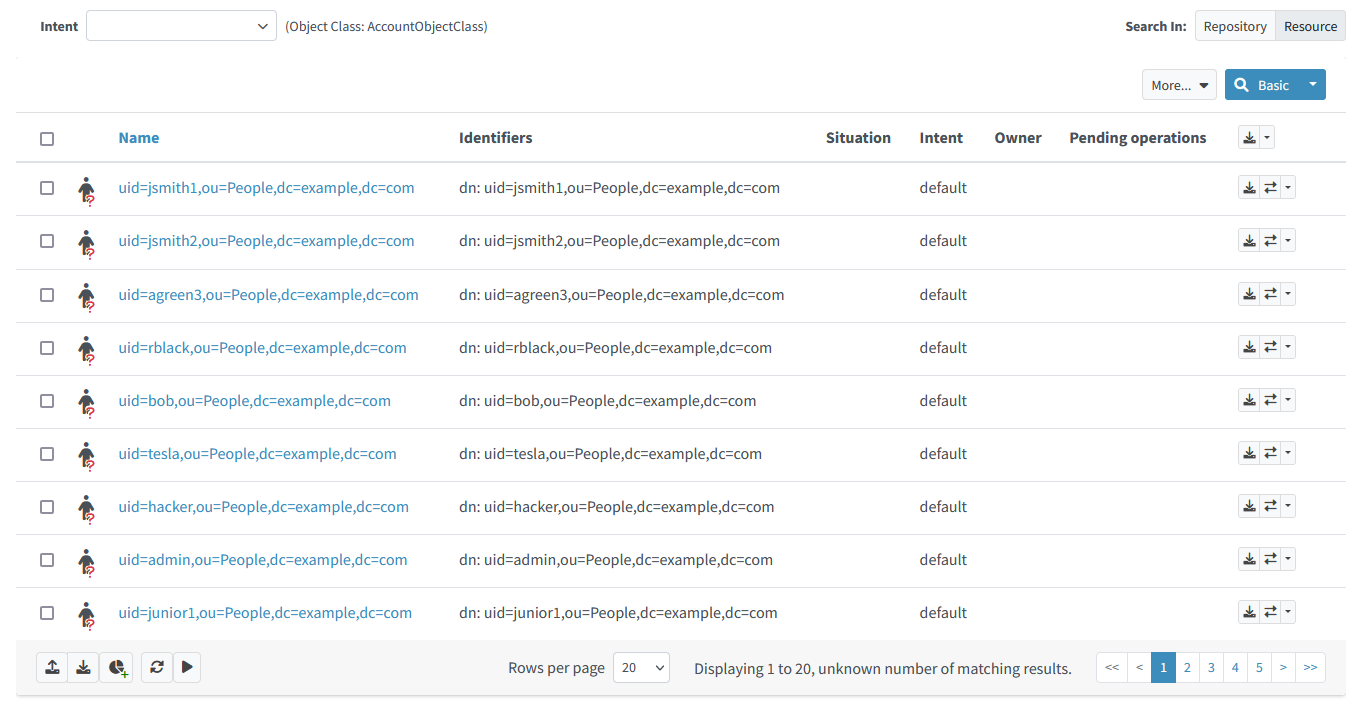 Intent (Object Class: AccountObjectClass) Search In: Repository Resource
More... Basic
Name Identifiers Situation Intent Owner Pending operations
uid=jsmith1,ou=People,dc=example,dc=com dn: uid=jsmith1,ou=People,dc=example,dc=com default
uid=jsmith2,ou=People,dc=example,dc=com dn: uid=jsmith2,ou=People,dc=example,dc=com default
uid=agreen3,ou=People,dc=example,dc=com dn: uid=agreen3,ou=People,dc=example,dc=com default
uid=rblack,ou=People,dc=example,dc=com dn: uid=rblack,ou=People,dc=example,dc=com default
uid=bob,ou=People,dc=example,dc=com dn: uid=bob,ou=People,dc=example,dc=com default
uid=tesla,ou=People,dc=example,dc=com dn: uid=tesla,ou=People,dc=example,dc=com default
uid=hacker,ou=People,dc=example,dc=com dn: uid=hacker,ou=People,dc=example,dc=com default
uid=admin,ou=People,dc=example,dc=com dn: uid=admin,ou=People,dc=example,dc=com default
uid=junior1,ou=People,dc=example,dc=com dn: uid=junior1,ou=People,dc=example,dc=com default
Rows per page 20 Displaying 1 to 20, unknown number of matching results. << < 1 2 3 4 5 > >>